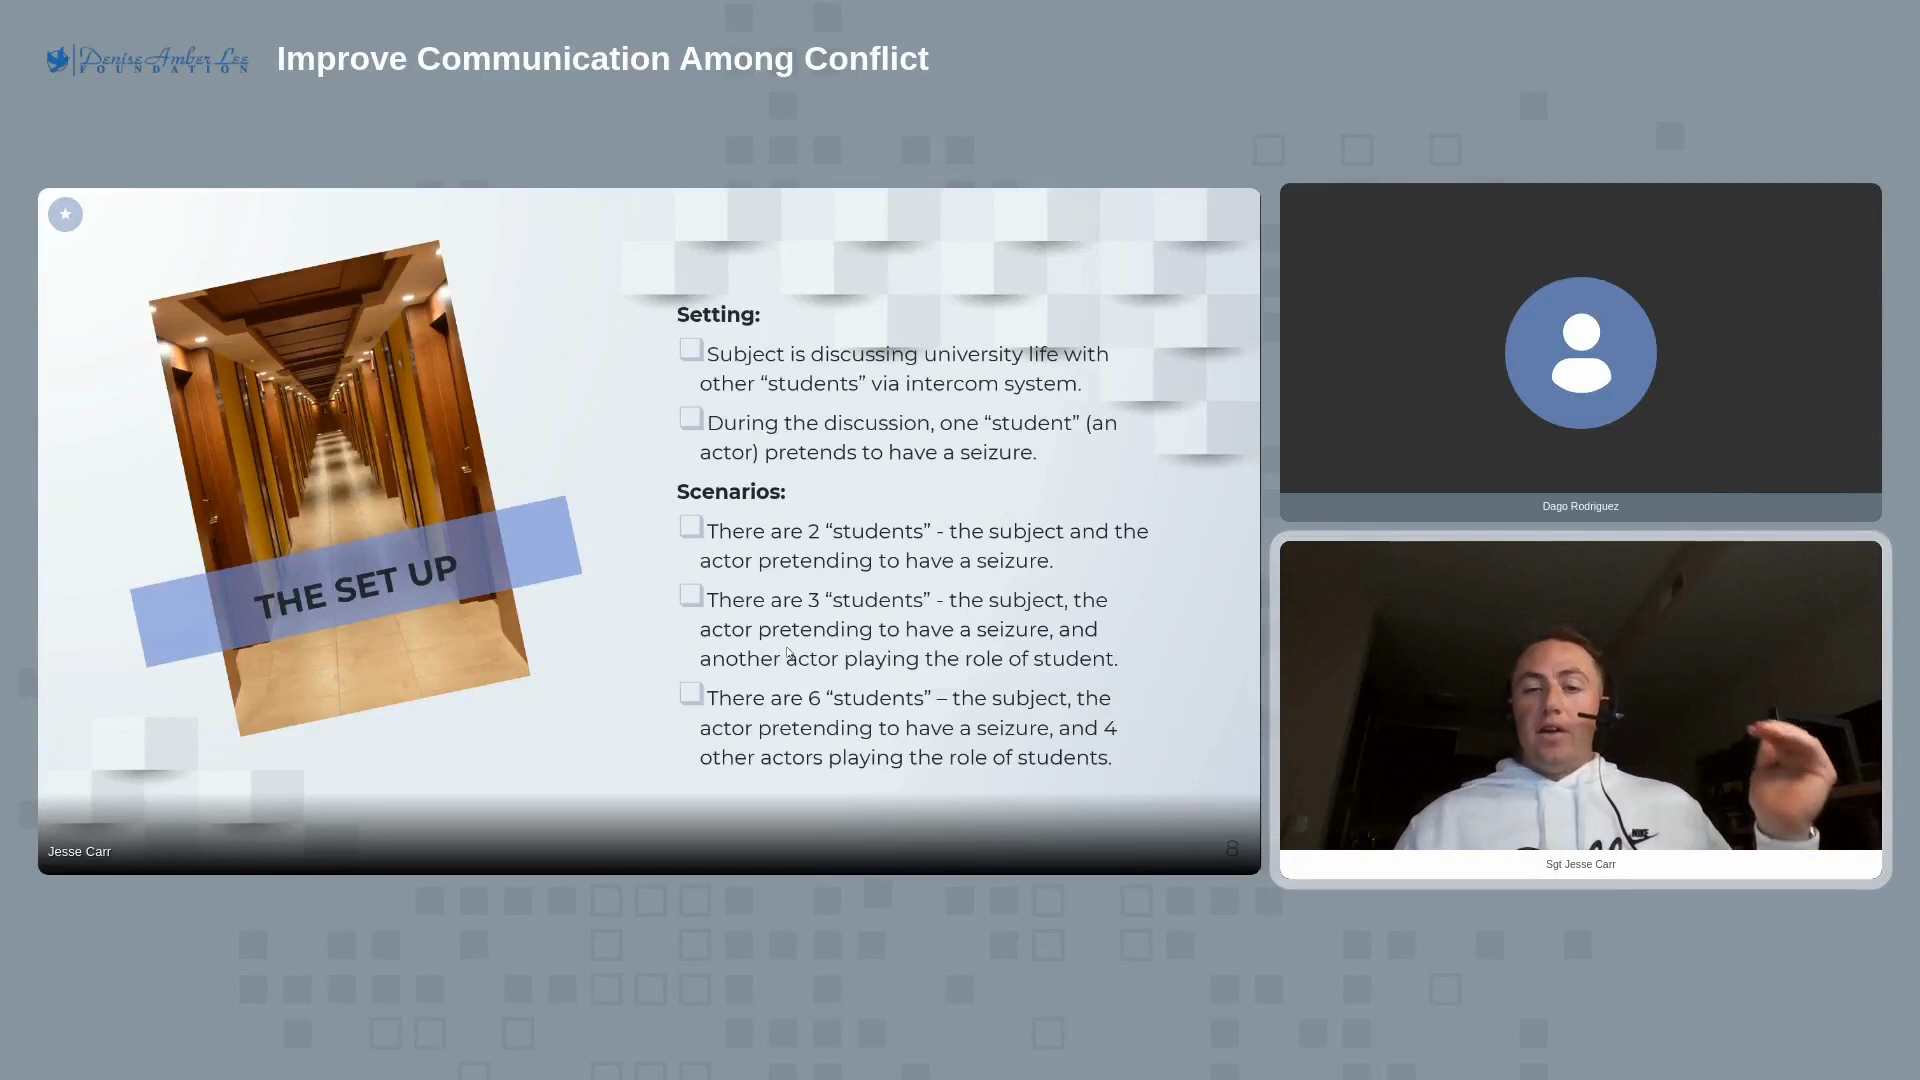 Denise Amber Lee
FOUNDATION
Improve Communication Among Conflict
THE SET UP
Setting:
Subject is discussing university life with
other “students” via intercom system.
During the discussion, one “student” (an
actor) pretends to have a seizure.
Scenarios:
There are 2 “students” - the subject and the
actor pretending to have a seizure.
There are 3 “students” - the subject, the
actor pretending to have a seizure, and
another actor playing the role of student.
There are 6 “students” – the subject, the
actor pretending to have a seizure, and 4
other actors playing the role of students.
Jesse Carr
8
Dago Rodriguez
NIKE
Sgt Jesse Carr